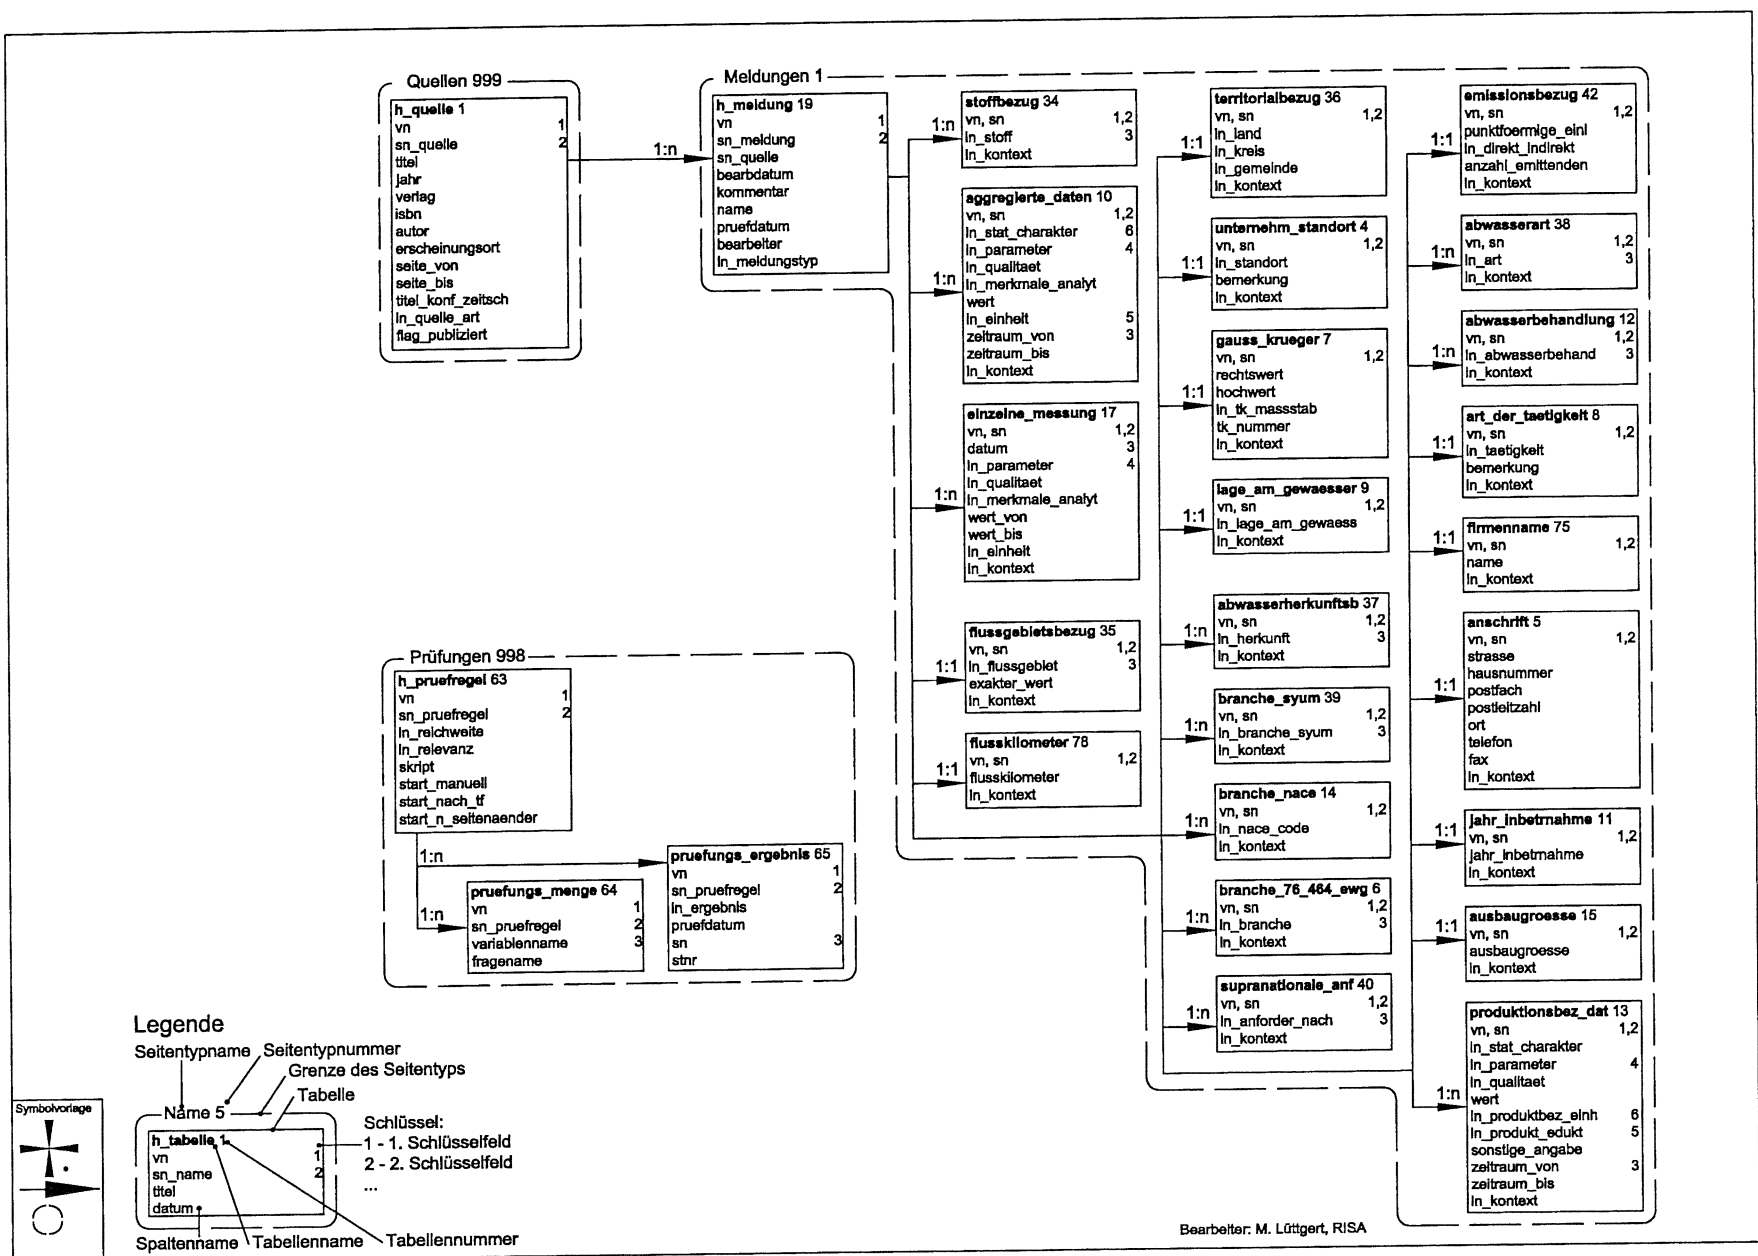 Quellen 999
h_quelle 1
vn 1
sn_quelle 2
titel
jahr
verlag
isbn
autor
erscheinungsort
seite_von
seite_bis
titel_konf_zeitsch
ln_quelle_art
flag_publiziert
1:n
Meldungen 1
h_meldung 19
vn 1
sn_meldung 2
sn_quelle
bearbdatum
kommentar
name
pruefdatum
bearbeiter
ln_meldungstyp
1:n
stoffbezug 34
vn, sn 1,2
ln_stoff 3
ln_kontext
1:n
aggregierte_daten 10
vn, sn 1,2
ln_stat_charakter 6
ln_parameter 4
ln_qualitaet
ln_merkmale_analyt
wert
ln_einheit 5
zeitraum_von 3
zeitraum_bis
ln_kontext
1:n
einzelne_messung 17
vn, sn 1,2
datum 3
ln_parameter 4
ln_qualitaet
ln_merkmale_analyt
wert_von
wert_bis
ln_einheit
ln_kontext
1:1
flussgebietsbezug 35
vn, sn 1,2
ln_flussgebiet 3
exakter_wert
ln_kontext
1:1
flusskilometer 78
vn, sn 1,2
flusskilometer
ln_kontext
1:1
territorialbezug 36
vn, sn 1,2
ln_land
ln_kreis
ln_gemeinde
ln_kontext
1:1
unternehm_standort 4
vn, sn 1,2
ln_standort
bemerkung
ln_kontext
1:1
gauss_krueger 7
vn, sn 1,2
rechtswert
hochwert
ln_tk_massstab
tk_nummer
ln_kontext
1:1
lage_am_gewaesser 9
vn, sn 1,2
ln_lage_am_gewaess
ln_kontext
1:n
abwasserherkunftsb 37
vn, sn 1,2
ln_herkunft 3
ln_kontext
1:n
branche_syum 39
vn, sn 1,2
ln_branche_syum 3
ln_kontext
1:n
branche_nace 14
vn, sn 1,2
ln_nace_code
ln_kontext
1:n
branche_76_464_ewg 6
vn, sn 1,2
ln_branche 3
ln_kontext
1:n
supranationale_anf 40
vn, sn 1,2
ln_anforder_nach 3
ln_kontext
1:1
emissionsbezug 42
vn, sn 1,2
punktfoermige_einl
ln_direkt_indirekt
anzahl_emittenden
ln_kontext
1:n
abwasserart 38
vn, sn 1,2
ln_art 3
ln_kontext
1:n
abwasserbehandlung 12
vn, sn 1,2
ln_abwasserbehand 3
ln_kontext
1:1
art_der_taetigkeit 8
vn, sn 1,2
ln_taetigkeit
bemerkung
ln_kontext
1:1
firmenname 75
vn, sn 1,2
name
ln_kontext
1:1
anschrift 5
vn, sn 1,2
strasse
hausnummer
postfach
postleitzahl
ort
telefon
fax
ln_kontext
1:1
jahr_inbetrnahme 11
vn, sn 1,2
jahr_inbetrnahme
ln_kontext
1:1
ausbaugroesse 15
vn, sn 1,2
ausbaugroesse
ln_kontext
1:n
produktionsbez_dat 13
vn, sn 1,2
ln_stat_charakter
ln_parameter 4
ln_qualitaet
wert
ln_produktbez_einh 6
ln_produkt_edukt 5
sonstige_angabe
zeitraum_von 3
zeitraum_bis
ln_kontext
Prüfungen 998
h_pruefregel 63
vn 1
sn_pruefregel 2
ln_reichweite
ln_relevanz
skript
start_manuell
start_nach_tf
start_n_seitenaender
1:n
pruefungs_ergebnis 65
vn 1
sn_pruefregel 2
ln_ergebnis
pruefdatum
sn 3
stnr
1:n
pruefungs_menge 64
vn 1
sn_pruefregel 2
variablenname 3
fragename
Legende
Seitentypname
Seitentypnummer
Grenze des Seitentyps
Tabelle
Name 5
h_tabelle 1
vn 1
sn_name 2
titel
datum
Schlüssel:
1 - 1. Schlüsselfeld
2 - 2. Schlüsselfeld
...
Spaltenname
Tabellenname
Tabellennummer
Symbolvorlage
Bearbeiter: M. Lüttgert, RISA